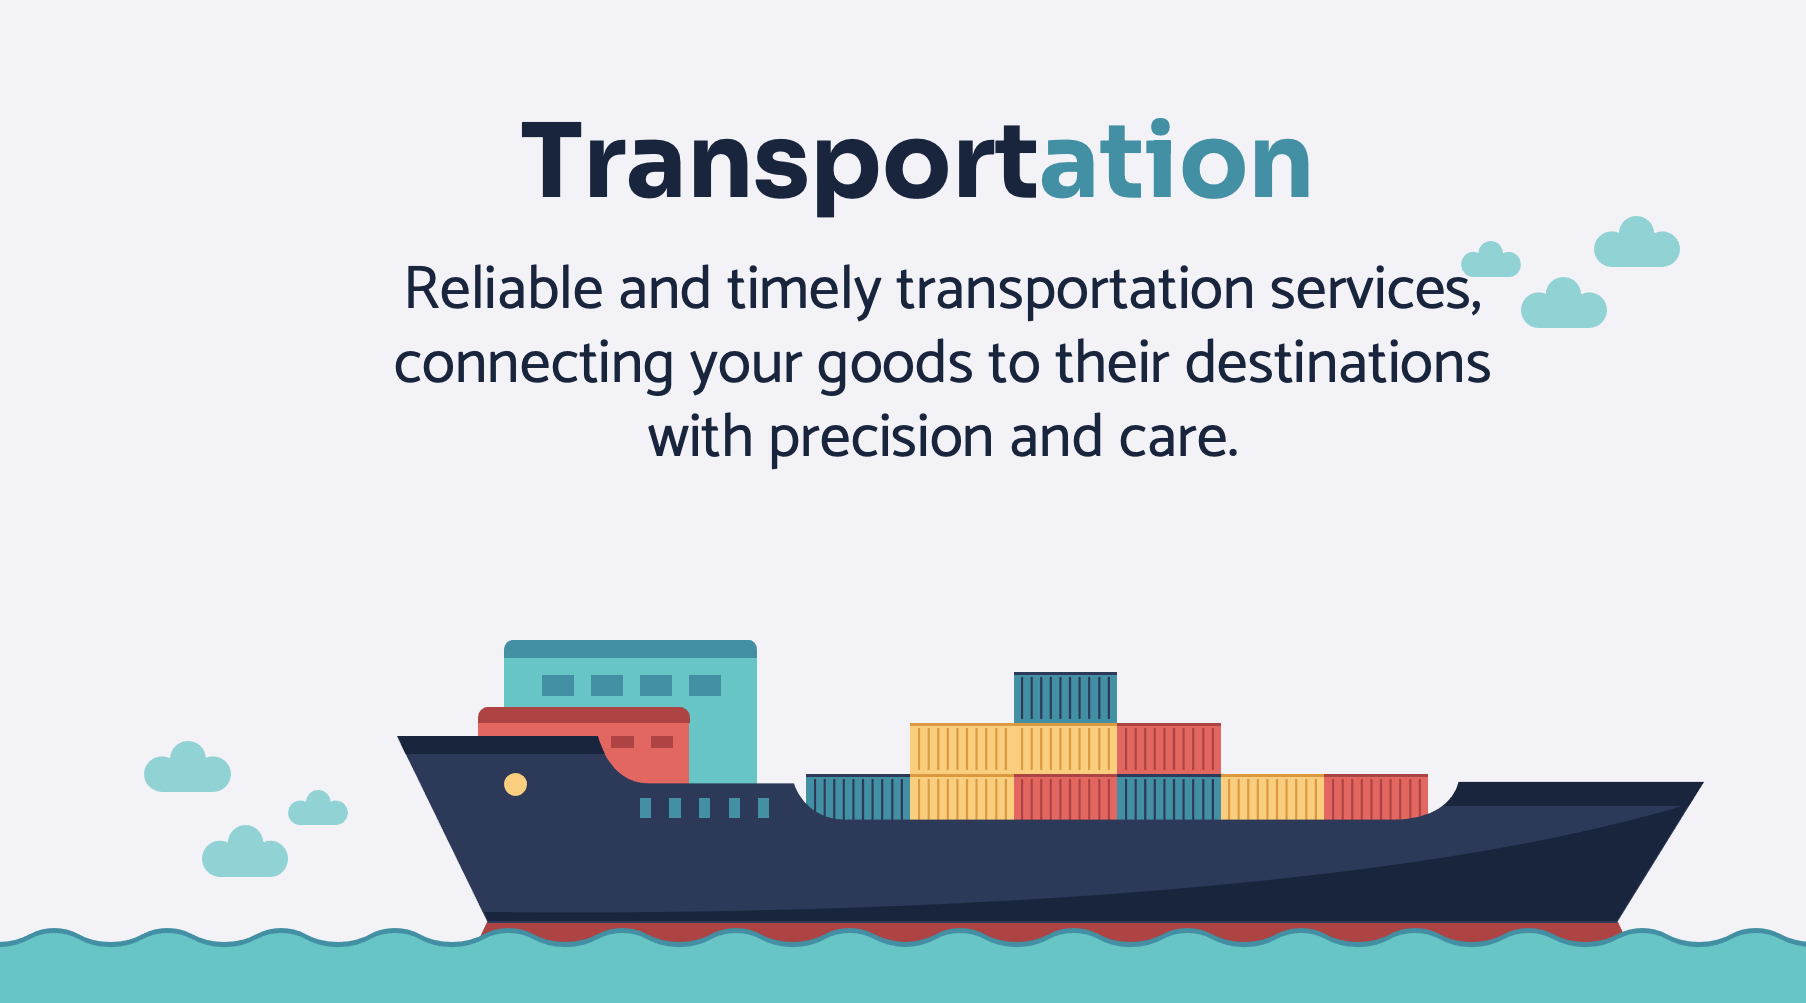 Transportation
Reliable and timely transportation services,
connecting your goods to their destinations
with precision and care.